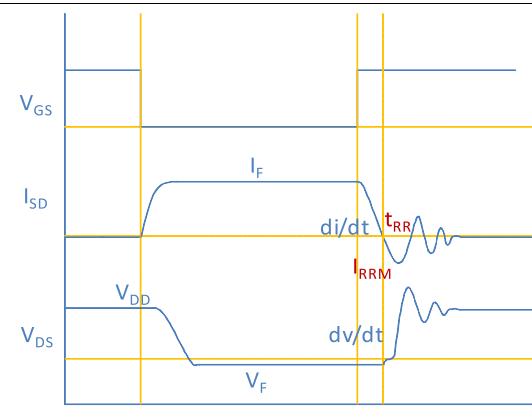 VGS
IF
ISD
di/dt
tRR
IRRM
VDD
VDS
dv/dt
VF